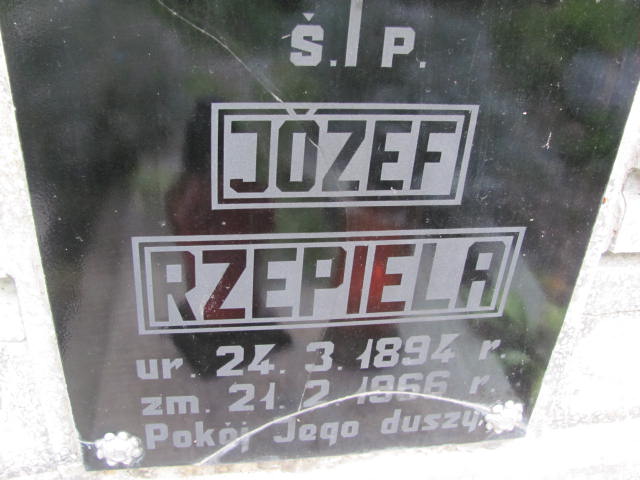 Ś. P.
JÓZEF
RZEPIELA
ur. 24. 3. 1894 r.
zm. 21. 2. 1966 r.
Pokój Jego duszy.